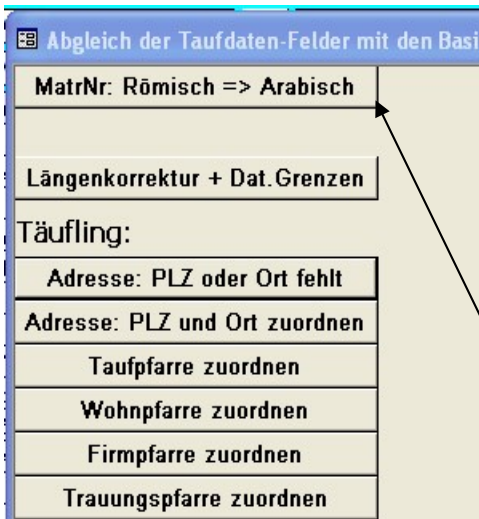 Abgleich der Taufdaten-Felder mit den Basi
MatrNr: Römisch => Arabisch
Längenkorrektur + Dat.Grenzen
Täufling:
Adresse: PLZ oder Ort fehlt
Adresse: PLZ und Ort zuordnen
Taufpfarre zuordnen
Wohnpfarre zuordnen
Firmpfarre zuordnen
Trauungspfarre zuordnen